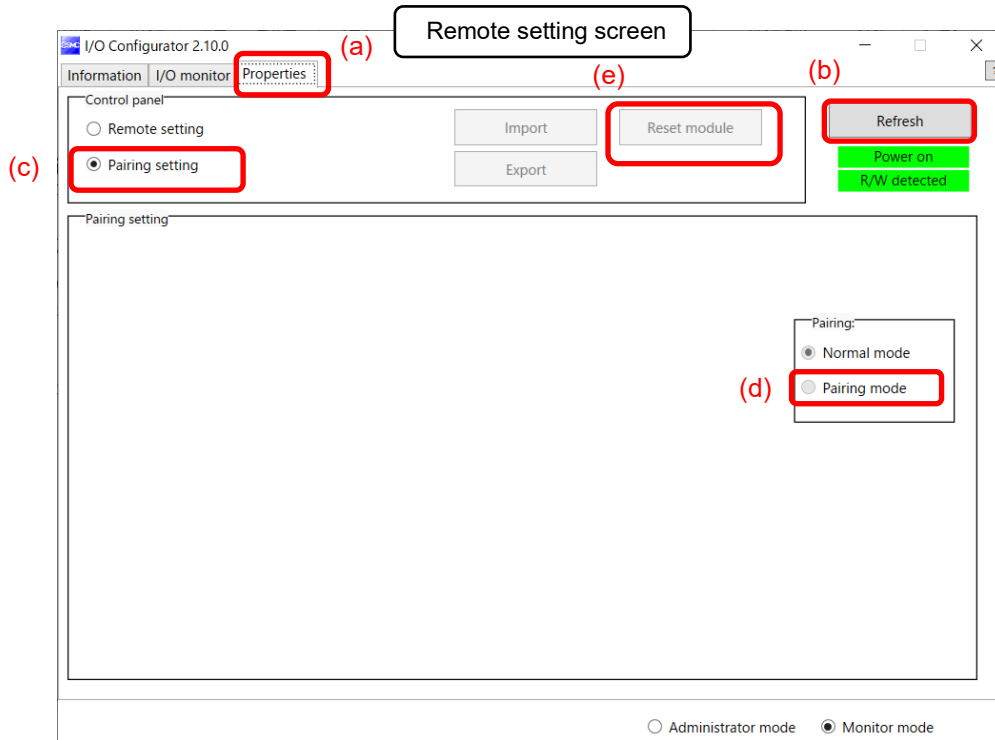 Remote setting screen
SMC I/O Configurator 2.10.0
(a)
Information I/O monitor Properties
(e)
(b)
Control panel
Remote setting
Import
Reset module
Refresh
(c)
Pairing setting
Export
Power on
R/W detected
Pairing setting
Pairing:
Normal mode
(d)
Pairing mode
Administrator mode
Monitor mode